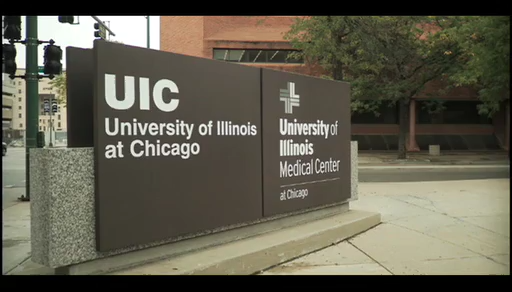 UIC
University of Illinois
at Chicago
University of
Illinois
Medical Center
at Chicago